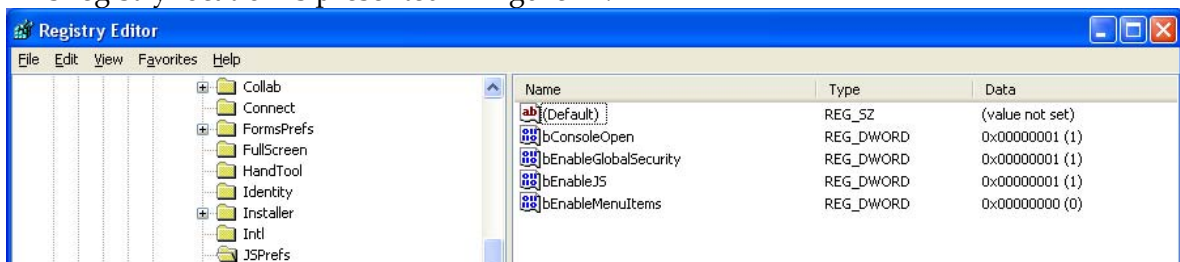 Registry Editor
File Edit View Favorites Help
Collab
Connect
FormsPrefs
FullScreen
HandTool
Identity
Installer
Intl
JSPrefs
Name Type Data
(Default) REG_SZ (value not set)
bConsoleOpen REG_DWORD 0x00000001 (1)
bEnableGlobalSecurity REG_DWORD 0x00000001 (1)
bEnableJS REG_DWORD 0x00000001 (1)
bEnableMenuItems REG_DWORD 0x00000000 (0)